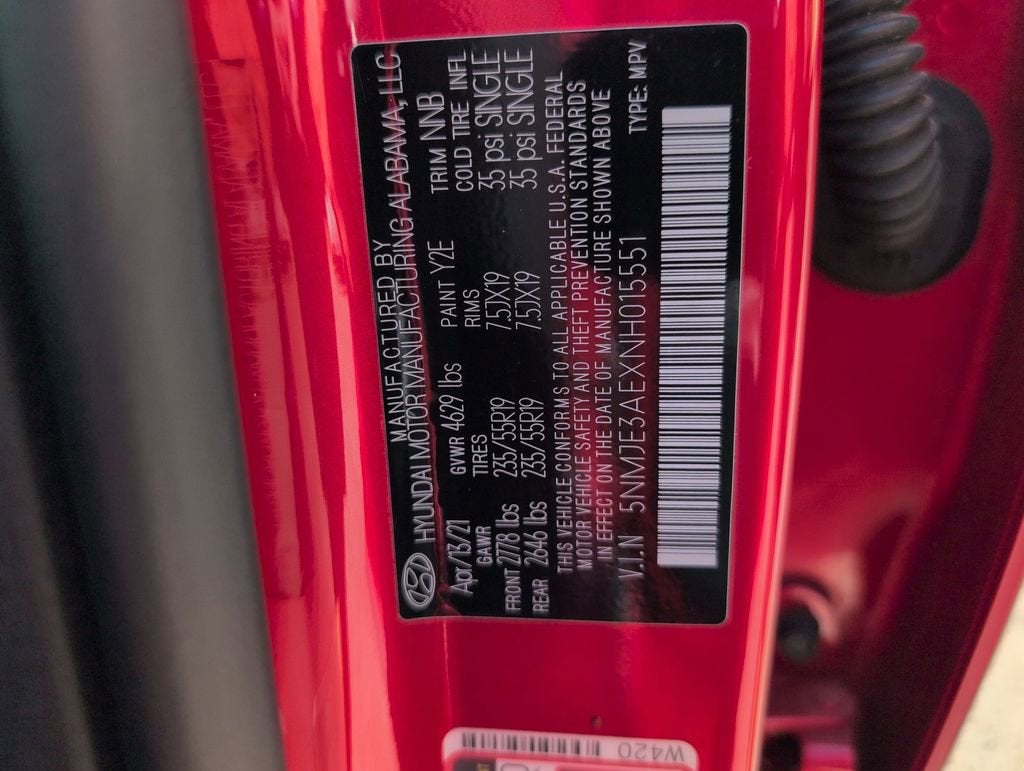 MANUFACTURED BY
HYUNDAI MOTOR MANUFACTURING ALABAMA, LLC
Apr/13/21 GVWR 4629 lbs PAINT Y2E TRIM NNB
GAWR TIRES RIMS COLD TIRE INFL
FRONT 2778 lbs 235/55R19 7.5JX19 35 psi SINGLE
REAR 2646 lbs 235/55R19 7.5JX19 35 psi SINGLE
THIS VEHICLE CONFORMS TO ALL APPLICABLE U.S.A. FEDERAL
MOTOR VEHICLE SAFETY AND THEFT PREVENTION STANDARDS
IN EFFECT ON THE DATE OF MANUFACTURE SHOWN ABOVE
V.I.N 5NMJE3AEXNH015551 TYPE: MPV
W420